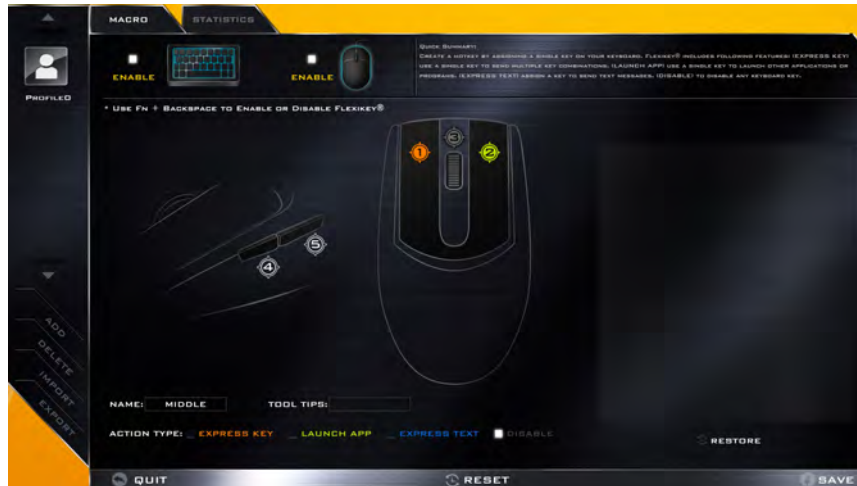 MACRO
STATISTICS
PROFILE0
ENABLE
ENABLE
QUICK SUMMARY:
CREATE A HOTKEY BY ASSIGNING A SINGLE KEY ON YOUR KEYBOARD. FLEXIKEY® INCLUDES FOLLOWING FEATURES: (EXPRESS KEY)
USE A SINGLE KEY TO SEND MULTIPLE KEY COMBINATIONS. (LAUNCH APP) USE A SINGLE KEY TO LAUNCH OTHER APPLICATIONS OR
PROGRAMS. (EXPRESS TEXT) ASSIGN A KEY TO SEND TEXT MESSAGES. (DISABLE) TO DISABLE ANY KEYBOARD KEY.
* USE FN + BACKSPACE TO ENABLE OR DISABLE FLEXIKEY®
1
3
2
4
5
ADD
DELETE
IMPORT
EXPORT
NAME: MIDDLE TOOL TIPS:
ACTION TYPE: EXPRESS KEY LAUNCH APP EXPRESS TEXT DISABLE
RESTORE
QUIT
RESET
SAVE